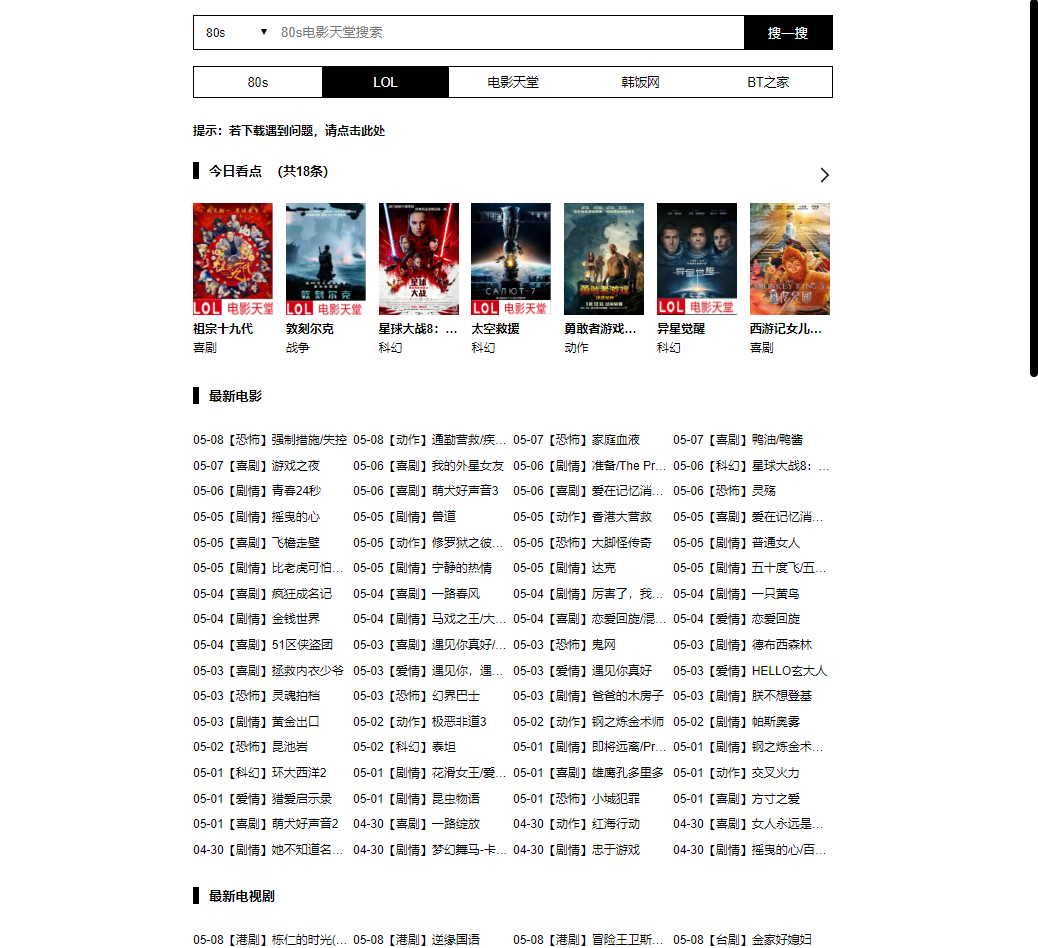 80s ▼ 80s电影天堂搜索 搜一搜
80s LOL 电影天堂 韩饭网 BT之家
提示：若下载遇到问题，请点击此处
今日看点 (共18条)
LOL 电影天堂 敦刻尔克 LOL 电影天堂 星球大战 САЛЮТ-7 勇敢者游戏 异星觉醒 LOL 电影天堂
祖宗十九代 敦刻尔克 星球大战8：... 太空救援 勇敢者游戏... 异星觉醒 西游记女儿...
喜剧 战争 科幻 科幻 动作 科幻 喜剧
最新电影
05-08【恐怖】强制措施/失控 05-08【动作】通勤营救/疾... 05-07【恐怖】家庭血液 05-07【喜剧】鸭油/鸭酱
05-07【喜剧】游戏之夜 05-06【喜剧】我的外星女友 05-06【剧情】准备/The Pr... 05-06【科幻】星球大战8：...
05-06【剧情】青春24秒 05-06【喜剧】萌犬好声音3 05-06【喜剧】爱在记忆消... 05-06【恐怖】灵殇
05-05【剧情】摇曳的心 05-05【剧情】兽道 05-05【动作】香港大营救 05-05【喜剧】爱在记忆消...
05-05【喜剧】飞檐走壁 05-05【动作】修罗狱之彼... 05-05【恐怖】大脚怪传奇 05-05【剧情】普通女人
05-05【剧情】比老虎可怕... 05-05【剧情】宁静的热情 05-05【剧情】达克 05-05【剧情】五十度飞/五...
05-04【喜剧】疯狂成名记 05-04【喜剧】一路春风 05-04【剧情】厉害了，我... 05-04【剧情】一只黄鸟
05-04【剧情】金钱世界 05-04【剧情】马戏之王/大... 05-04【喜剧】恋爱回旋/混... 05-04【爱情】恋爱回旋
05-04【喜剧】51区侠盗团 05-03【喜剧】遇见你真好/... 05-03【恐怖】鬼网 05-03【剧情】德布西森林
05-03【喜剧】拯救内衣少爷 05-03【爱情】遇见你，遇... 05-03【爱情】遇见你真好 05-03【爱情】HELLO玄大人
05-03【恐怖】灵魂拍档 05-03【恐怖】幻界巴士 05-03【剧情】爸爸的木房子 05-03【剧情】朕不想登基
05-03【剧情】黄金出口 05-02【动作】极恶非道3 05-02【动作】钢之炼金术师 05-02【剧情】帕斯奥雾
05-02【恐怖】昆池岩 05-02【科幻】泰坦 05-01【剧情】即将远离/Pr... 05-01【剧情】钢之炼金术...
05-01【科幻】环大西洋2 05-01【剧情】花滑女王/爱... 05-01【喜剧】雄鹰孔多里多 05-01【动作】交叉火力
05-01【爱情】猎爱启示录 05-01【剧情】昆虫物语 05-01【恐怖】小城犯罪 05-01【喜剧】方寸之爱
05-01【喜剧】萌犬好声音2 04-30【喜剧】一路绽放 04-30【动作】红海行动 04-30【喜剧】女人永远是...
04-30【剧情】她不知道名... 04-30【剧情】梦幻舞马-卡... 04-30【剧情】忠于游戏 04-30【剧情】摇曳的心/百...
最新电视剧
05-08【港剧】栋仁的时光(... 05-08【港剧】逆缘国语 05-08【港剧】冒险王卫斯... 05-08【台剧】金家好媳妇